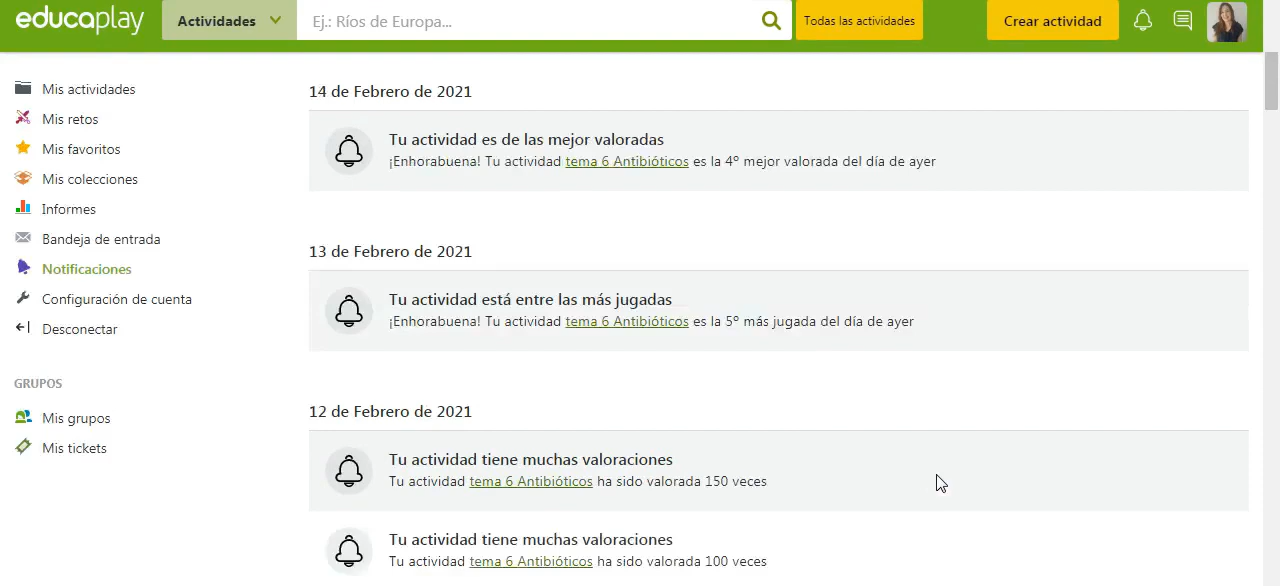 educaplay
Actividades
Ej.: Ríos de Europa...
Todas las actividades
Crear actividad
Mis actividades
Mis retos
Mis favoritos
Mis colecciones
Informes
Bandeja de entrada
Notificaciones
Configuración de cuenta
Desconectar
GRUPOS
Mis grupos
Mis tickets
14 de Febrero de 2021
Tu actividad es de las mejor valoradas
¡Enhorabuena! Tu actividad tema 6 Antibióticos es la 4º mejor valorada del día de ayer
13 de Febrero de 2021
Tu actividad está entre las más jugadas
¡Enhorabuena! Tu actividad tema 6 Antibióticos es la 5º más jugada del día de ayer
12 de Febrero de 2021
Tu actividad tiene muchas valoraciones
Tu actividad tema 6 Antibióticos ha sido valorada 150 veces
Tu actividad tiene muchas valoraciones
Tu actividad tema 6 Antibióticos ha sido valorada 100 veces